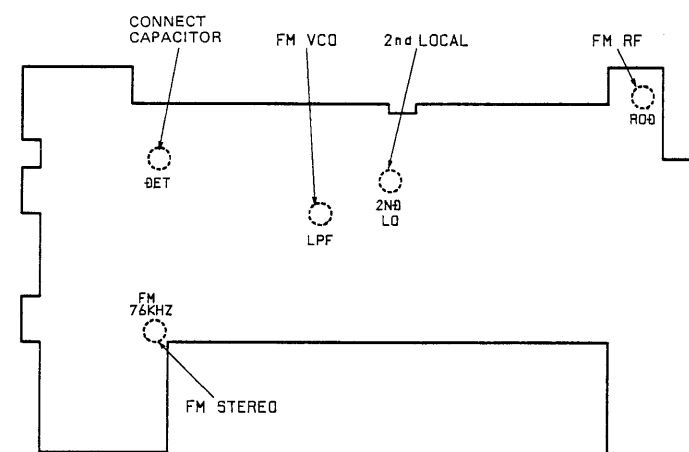 CONNECT
CAPACITOR
FM VCO
2nd LOCAL
FM RF
ROD
DET
2ND
LO
LPF
FM
76KHZ
FM STEREO